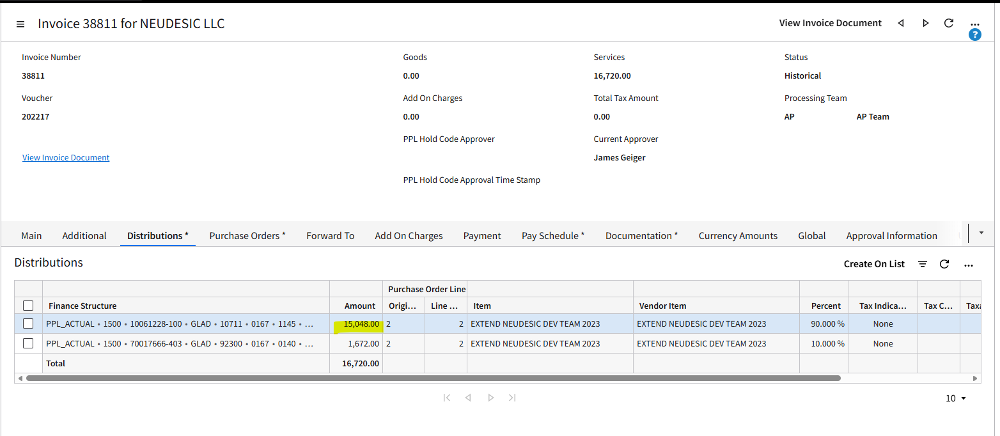 Invoice 38811 for NEUDESIC LLC
View Invoice Document
?
Invoice Number Goods Services Status
38811 0.00 16,720.00 Historical
Voucher Add On Charges Total Tax Amount Processing Team
202217 0.00 0.00 AP AP Team
PPL Hold Code Approver Current Approver
View Invoice Document James Geiger
PPL Hold Code Approval Time Stamp
Main Additional Distributions * Purchase Orders * Forward To Add On Charges Payment Pay Schedule * Documentation * Currency Amounts Global Approval Information
Distributions Create On List
Purchase Order Line
Finance Structure Amount Origi... Line ... Item Vendor Item Percent Tax Indica... Tax C... Taxa
PPL_ACTUAL • 1500 • 10061228-100 • GLAD • 10711 • 0167 • 1145 • ... 15,048.00 2 2 EXTEND NEUDESIC DEV TEAM 2023 EXTEND NEUDESIC DEV TEAM 2023 90.000 % None
PPL_ACTUAL • 1500 • 70017666-403 • GLAD • 92300 • 0167 • 0140 • ... 1,672.00 2 2 EXTEND NEUDESIC DEV TEAM 2023 EXTEND NEUDESIC DEV TEAM 2023 10.000 % None
Total 16,720.00
10